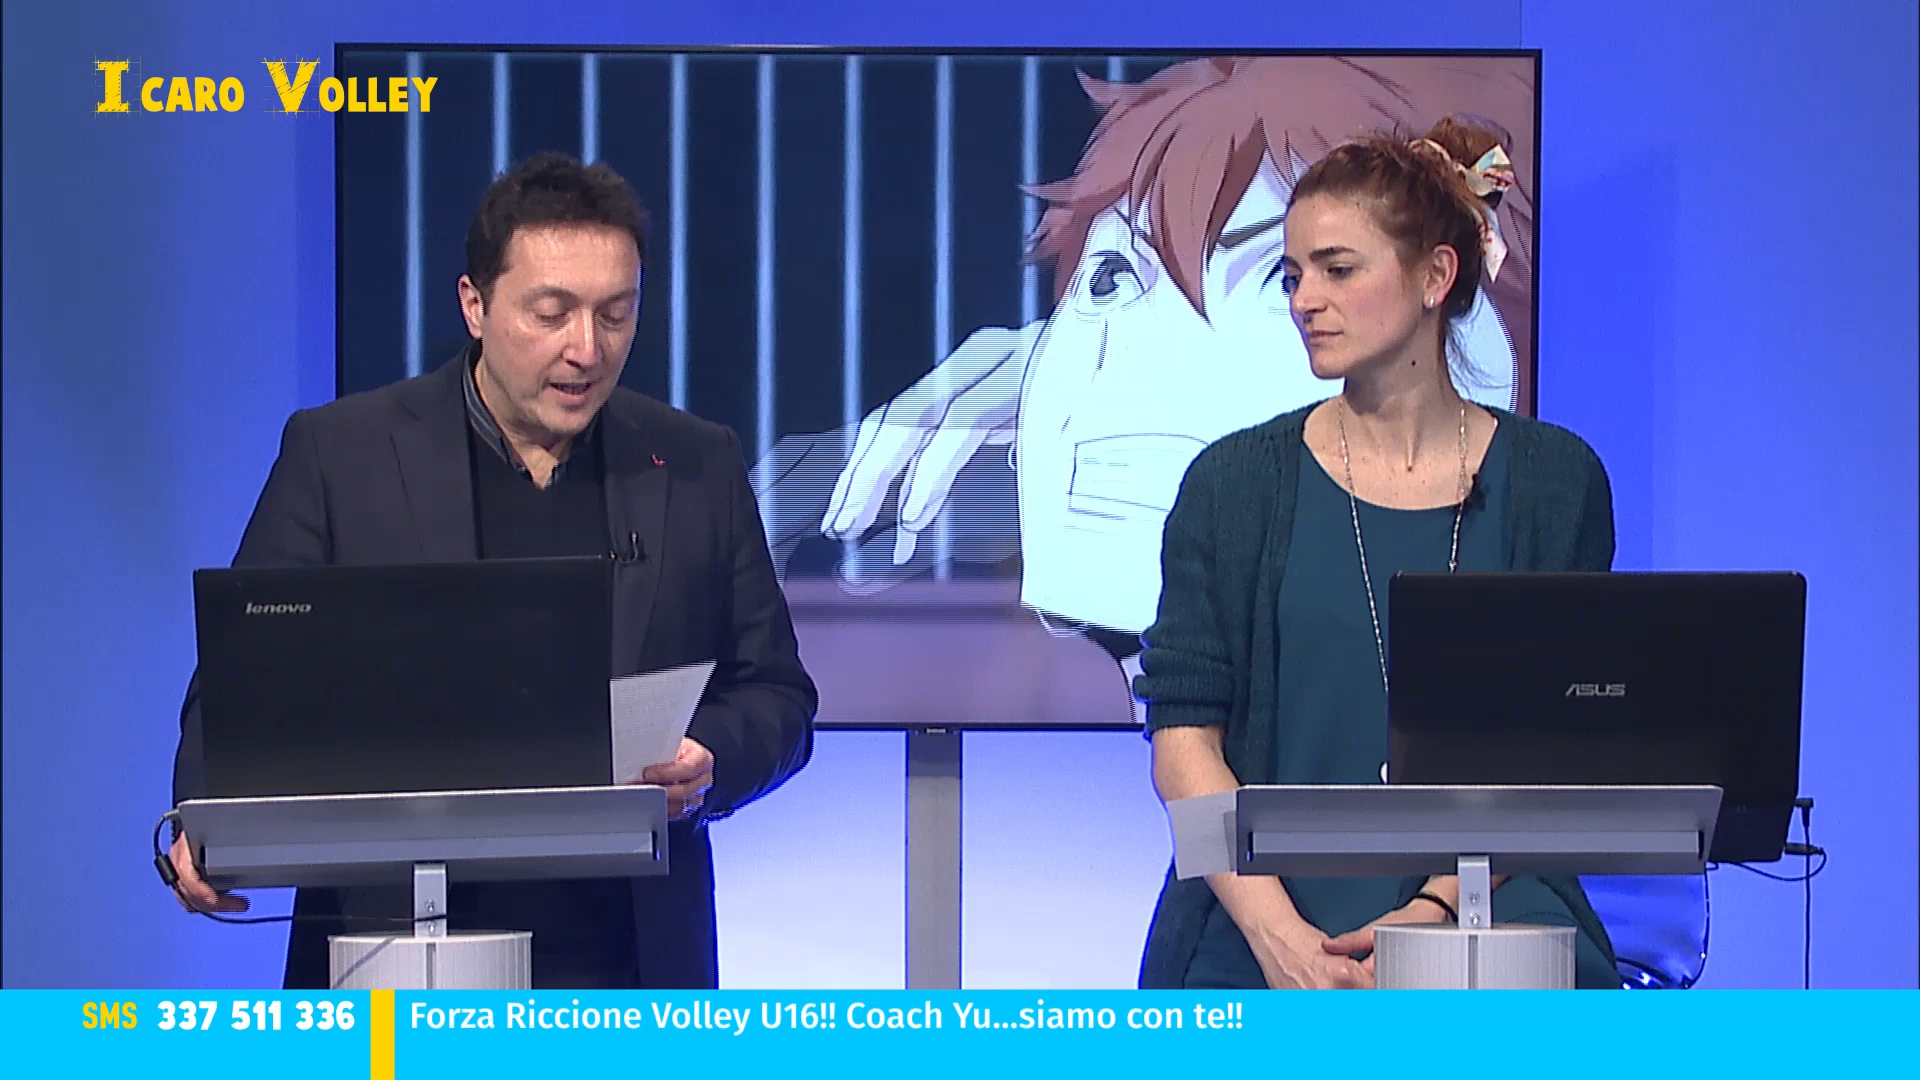 ICARO VOLLEY
lenovo
ASUS
SMS 337 511 336
Forza Riccione Volley U16!! Coach Yu...siamo con te!!